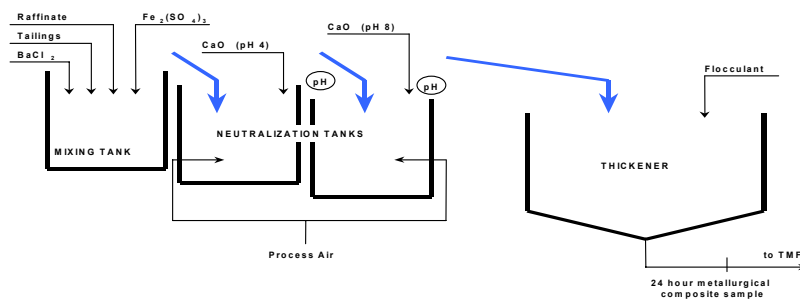 Raffinate
Fe2(SO4)3
Tailings
BaCl2
CaO (pH 4)
CaO (pH 8)
pH
pH
Flocculant
NEUTRALIZATION TANKS
MIXING TANK
THICKENER
Process Air
to TMF
24 hour metallurgical
composite sample